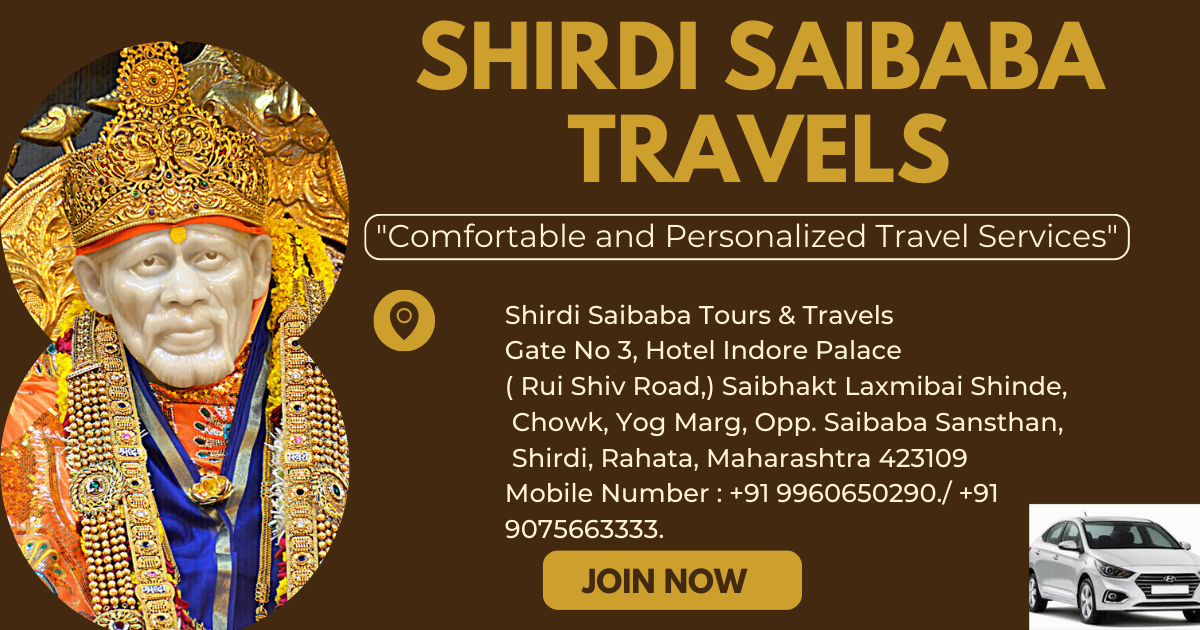 SHIRDI SAIBABA
TRAVELS
"Comfortable and Personalized Travel Services"
Shirdi Saibaba Tours & Travels
Gate No 3, Hotel Indore Palace
( Rui Shiv Road,) Saibhakt Laxmibai Shinde,
Chowk, Yog Marg, Opp. Saibaba Sansthan,
Shirdi, Rahata, Maharashtra 423109
Mobile Number : +91 9960650290./ +91
9075663333.
JOIN NOW